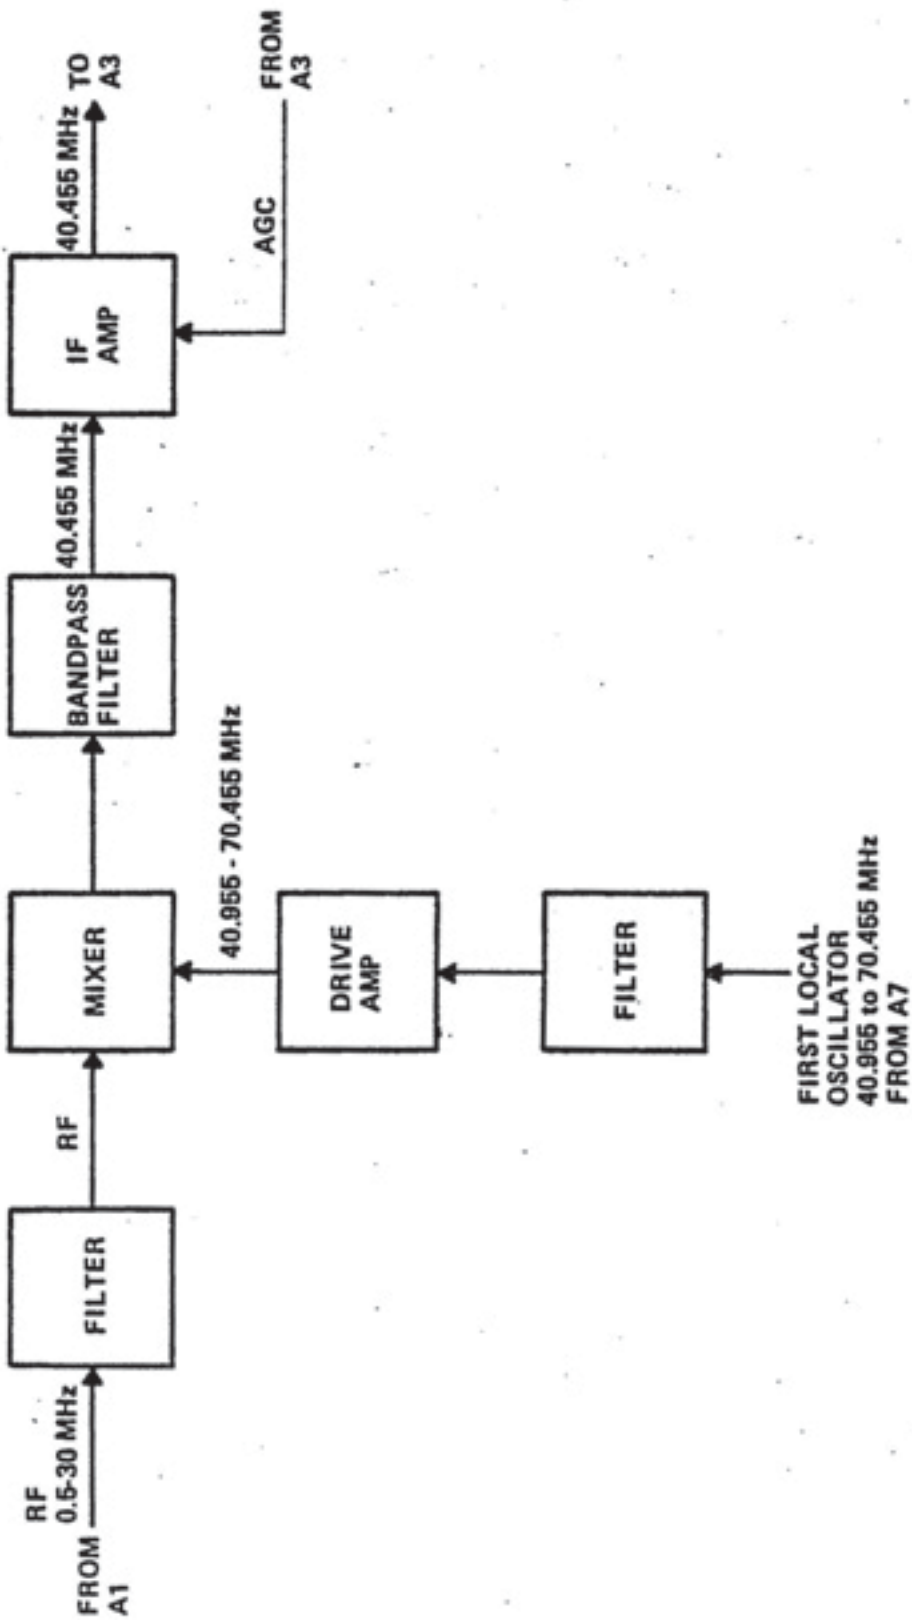 RF
0.5-30 MHz
FROM
A1
FILTER
RF
MIXER
BANDPASS
FILTER
40.455 MHz
IF
AMP
40.455 MHz
TO
A3
AGC
FROM
A3
40.955 - 70.455 MHz
DRIVE
AMP
FILTER
FIRST LOCAL
OSCILLATOR
40.955 to 70.455 MHz
FROM A7